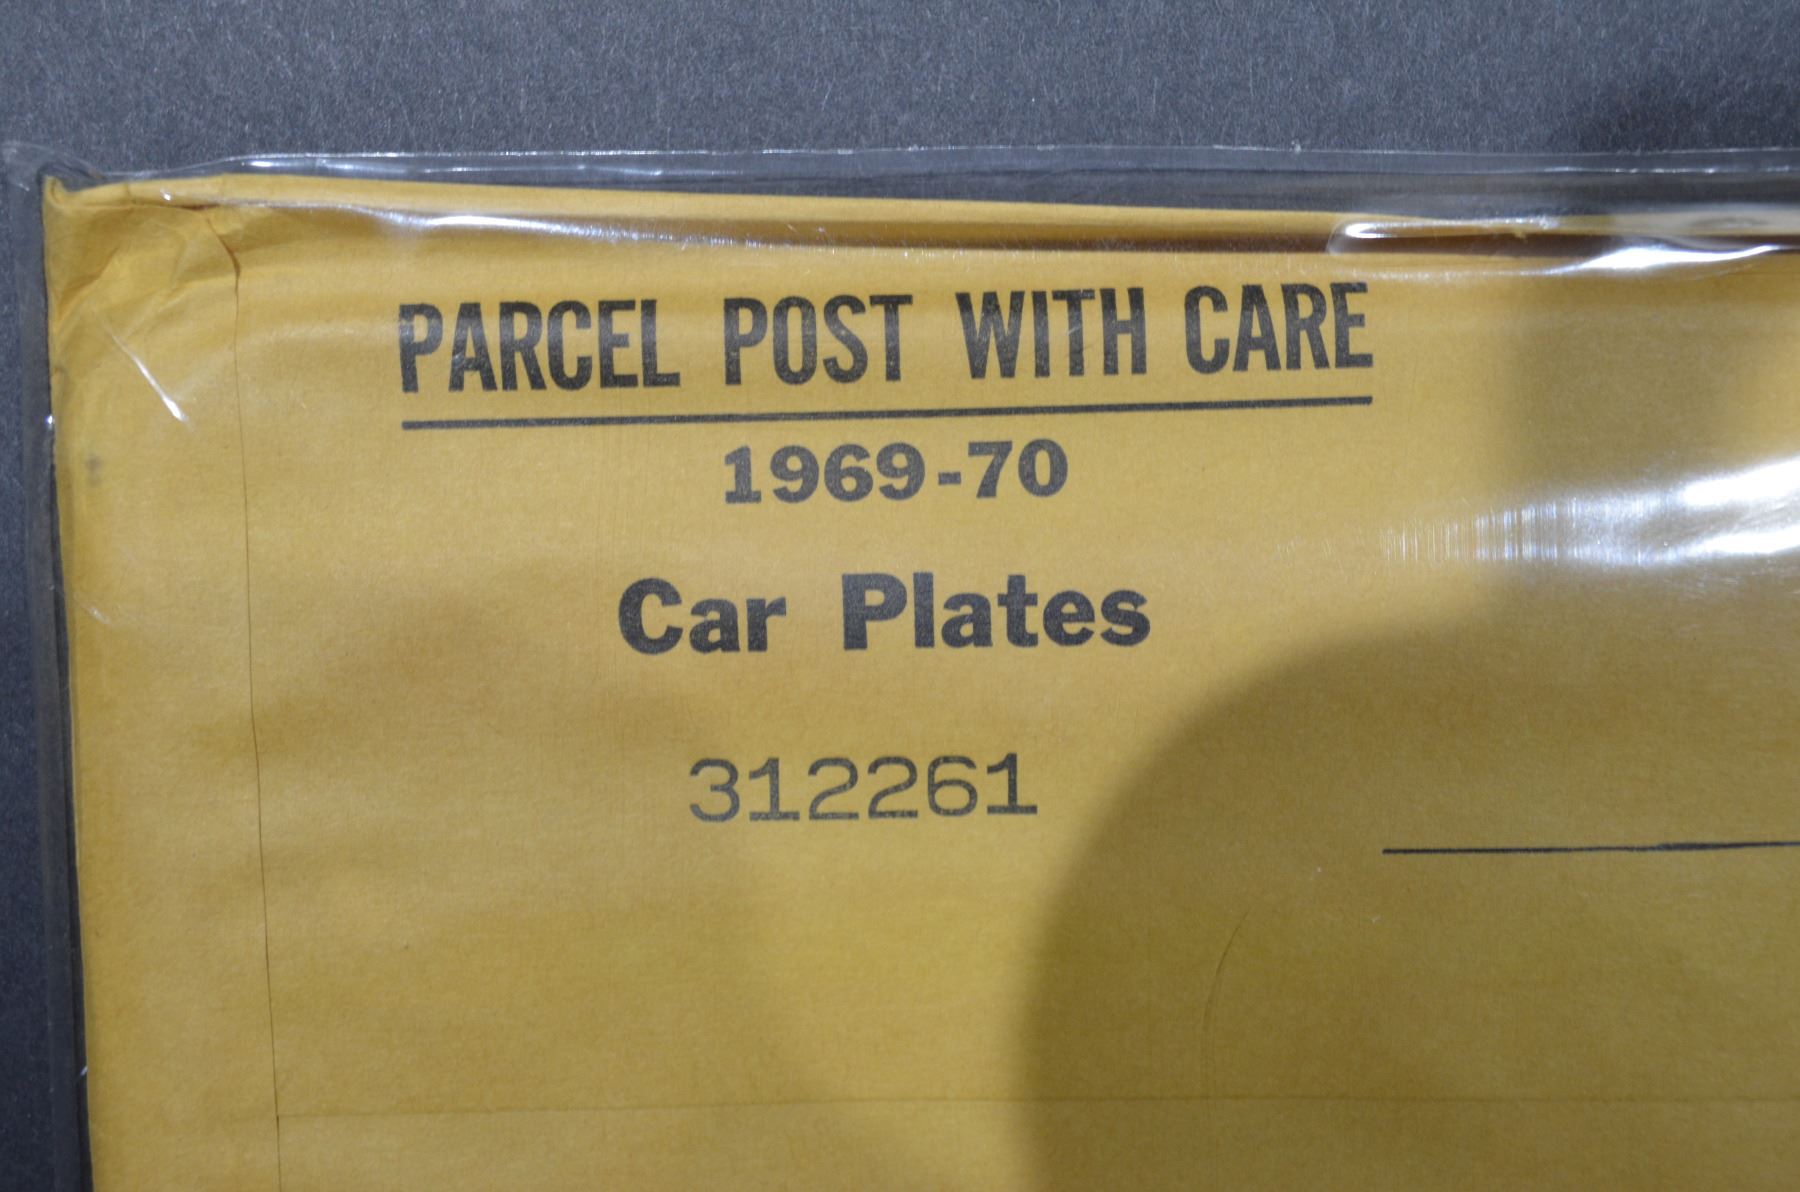 PARCEL POST WITH CARE
1969-70
Car Plates
312261